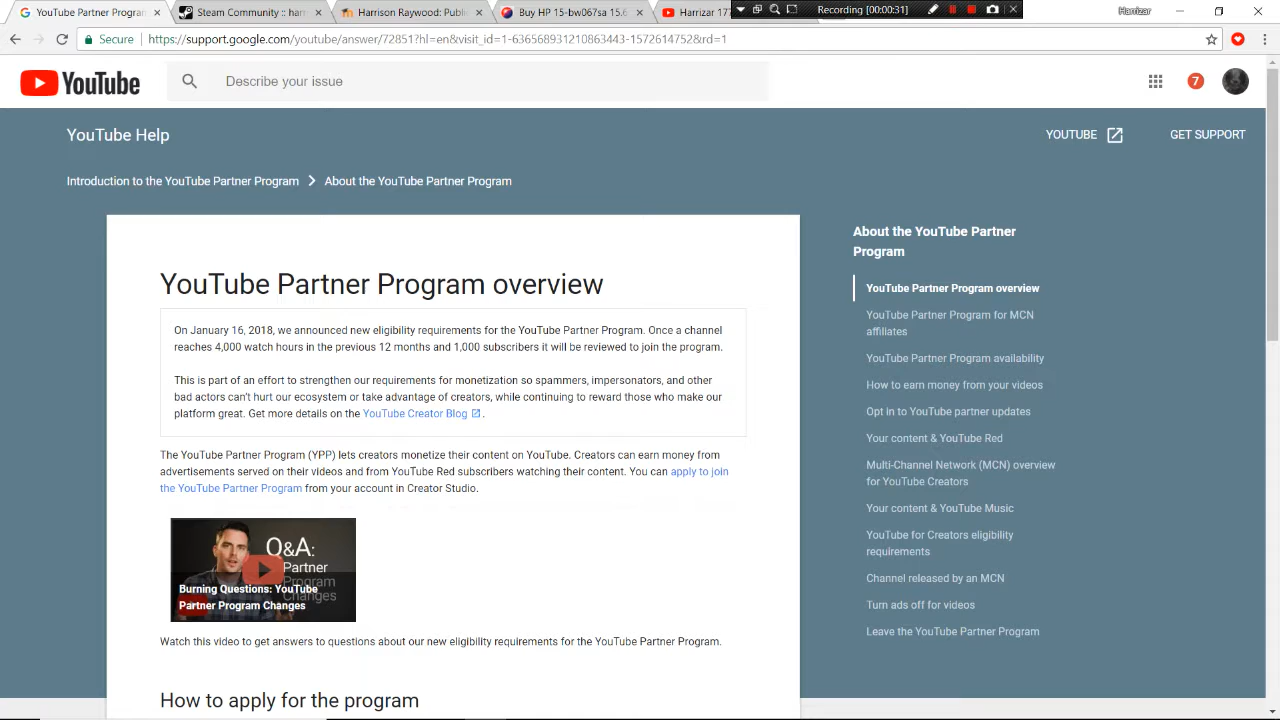 YouTube Partner Program
Harrison Raywood: Pu
Buy HP 15-bw067sa 15
Harrizar 17
Recording [00:00:31]
Harrizar
Secure
https://support.google.com/youtube/answer/72851?hl=en&visit_id=1-636568931210863443-1572614752&rd=1
YouTube
Describe your issue
7
YouTube Help
YOUTUBE
GET SUPPORT
Introduction to the YouTube Partner Program > About the YouTube Partner Program
YouTube Partner Program overview
On January 16, 2018, we announced new eligibility requirements for the YouTube Partner Program. Once a channel
reaches 4,000 watch hours in the previous 12 months and 1,000 subscribers it will be reviewed to join the program.
This is part of an effort to strengthen our requirements for monetization so spammers, impersonators, and other
bad actors can't hurt our ecosystem or take advantage of creators, while continuing to reward those who make our
platform great. Get more details on the YouTube Creator Blog .
The YouTube Partner Program (YPP) lets creators monetize their content on YouTube. Creators can earn money from
advertisements served on their videos and from YouTube Red subscribers watching their content. You can apply to join
the YouTube Partner Program from your account in Creator Studio.
Q&A:
Partner
Program
Changes
Burning Questions: YouTube
Partner Program Changes
Watch this video for answers to top questions about our new eligibility requirements for the YouTube Partner Program.
How to apply for the program
About the YouTube Partner
Program
YouTube Partner Program overview
YouTube Partner Program for MCN
affiliates
YouTube Partner Program availability
How to earn money from your videos
Opt in to YouTube partner updates
Your content & YouTube Red
Multi-Channel Network (MCN) overview
for YouTube Creators
Your content & YouTube Music
YouTube for Creators eligibility
requirements
Channel released by an MCN
Turn ads off for videos
Leave the YouTube Partner Program